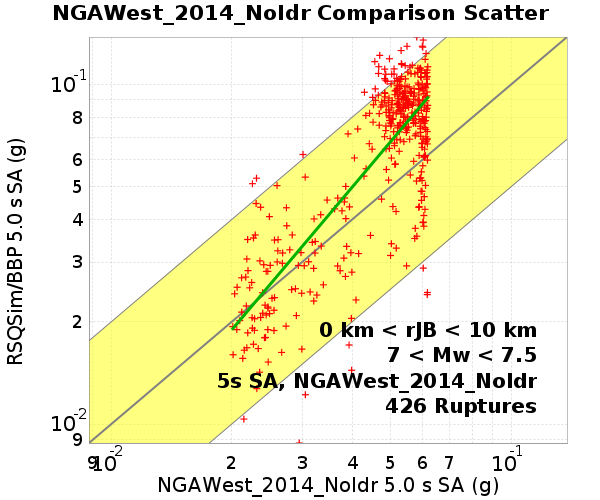 NGAWest_2014_NoIdr Comparison Scatter
RSQSim/BBP 5.0 s SA (g)
10⁻¹
8
6
5
4
3
2
10⁻²
9
0 km < rJB < 10 km
7 < Mw < 7.5
5s SA, NGAWest_2014_NoIdr
426 Ruptures
9 10⁻² 2 3 4 5 6 7 10⁻¹
NGAWest_2014_NoIdr 5.0 s SA (g)